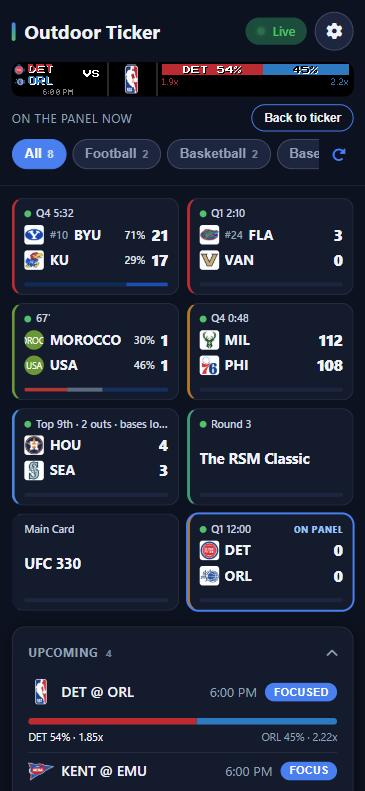 Outdoor Ticker
Live
DET
ORL
VS
6:00 PM
DET 54%
45%
1.9x
2.2x
ON THE PANEL NOW
Back to ticker
All 8
Football 2
Basketball 2
Base
Q4 5:32
#10 BYU 71% 21
KU 29% 17
Q1 2:10
#24 FLA 3
VAN 0
67'
MOROCCO 30% 1
USA USA 46% 1
Q4 0:48
MIL 112
76 PHI 108
Top 9th · 2 outs · bases lo...
HOU 4
SEA 3
Round 3
The RSM Classic
Main Card
UFC 330
Q1 12:00 ON PANEL
DET 0
ORL 0
UPCOMING 4
DET @ ORL 6:00 PM FOCUSED
DET 54% · 1.85x
ORL 45% · 2.22x
KENT @ EMU 6:00 PM FOCUS